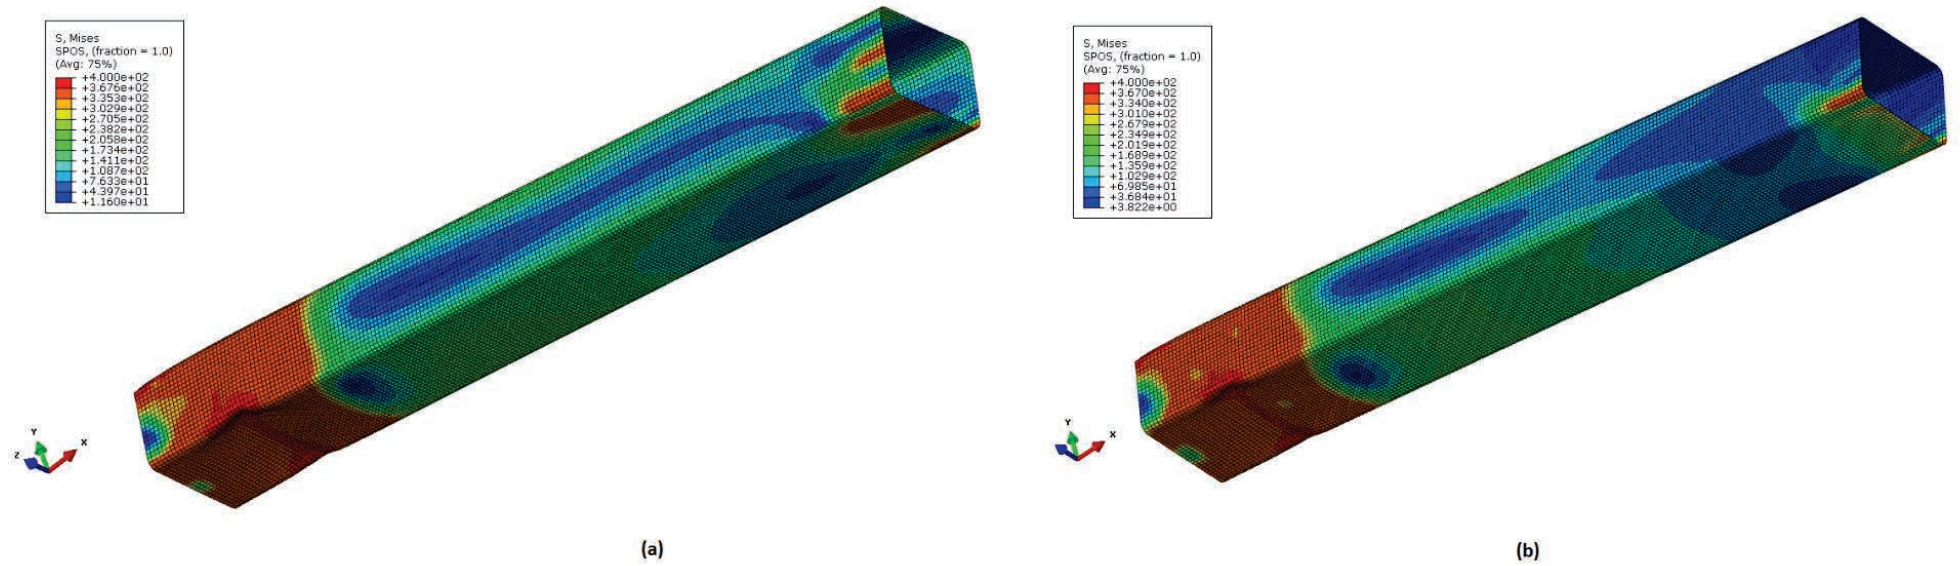 S, Mises
SPOS, (fraction = 1.0)
(Avg: 75%)
+4.000e+02
+3.676e+02
+3.353e+02
+3.029e+02
+2.705e+02
+2.382e+02
+2.058e+02
+1.734e+02
+1.411e+02
+1.087e+02
+7.633e+01
+4.397e+01
+1.160e+01
Y
Z
X
(a)
S, Mises
SPOS, (fraction = 1.0)
(Avg: 75%)
+4.000e+02
+3.670e+02
+3.340e+02
+3.010e+02
+2.679e+02
+2.349e+02
+2.019e+02
+1.689e+02
+1.359e+02
+1.029e+02
+6.985e+01
+3.684e+01
+3.822e+00
Y
Z
X
(b)